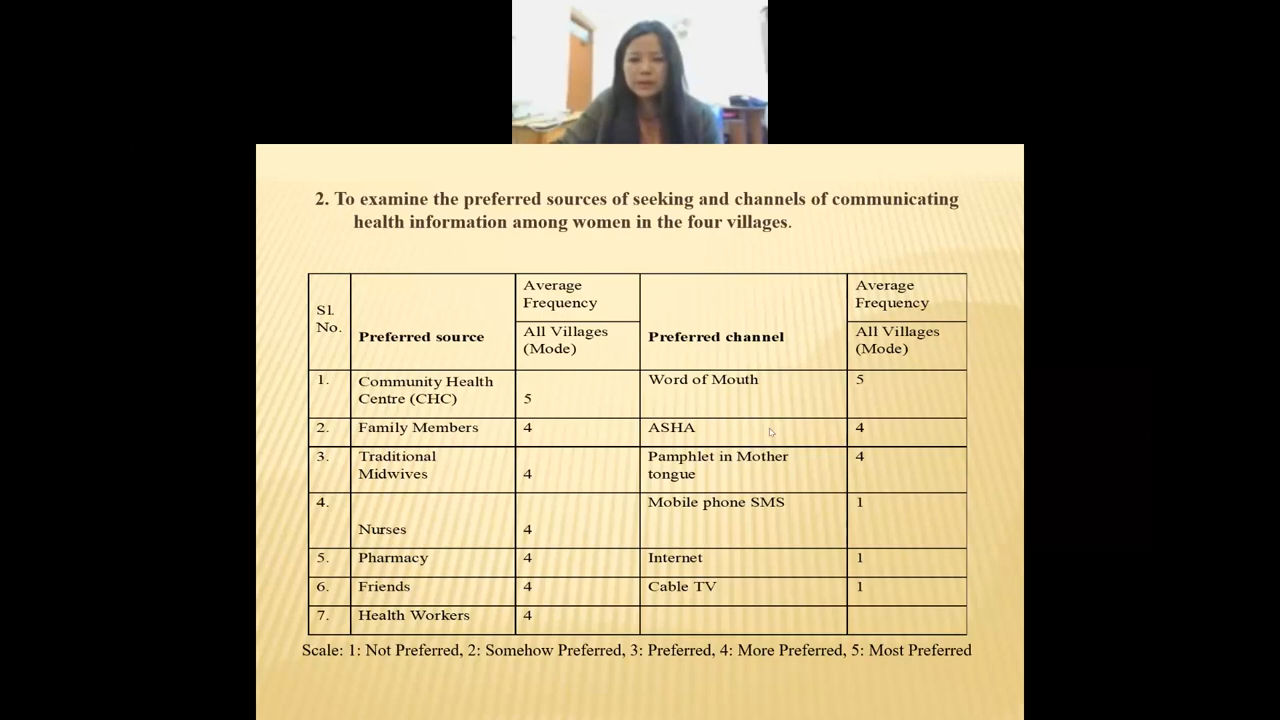 2. To examine the preferred sources of seeking and channels of communicating
health information among women in the four villages.
Sl.
No.
Preferred source
Average
Frequency
All Villages
(Mode)
Preferred channel
Average
Frequency
All Villages
(Mode)
1.
Community Health
Centre (CHC)
5
Word of Mouth
5
2.
Family Members
4
ASHA
4
3.
Traditional
Midwives
4
Pamphlet in Mother
tongue
4
4.
Nurses
4
Mobile phone SMS
1
5.
Pharmacy
4
Internet
1
6.
Friends
4
Cable TV
1
7.
Health Workers
4
Scale: 1: Not Preferred, 2: Somehow Preferred, 3: Preferred, 4: More Preferred, 5: Most Preferred